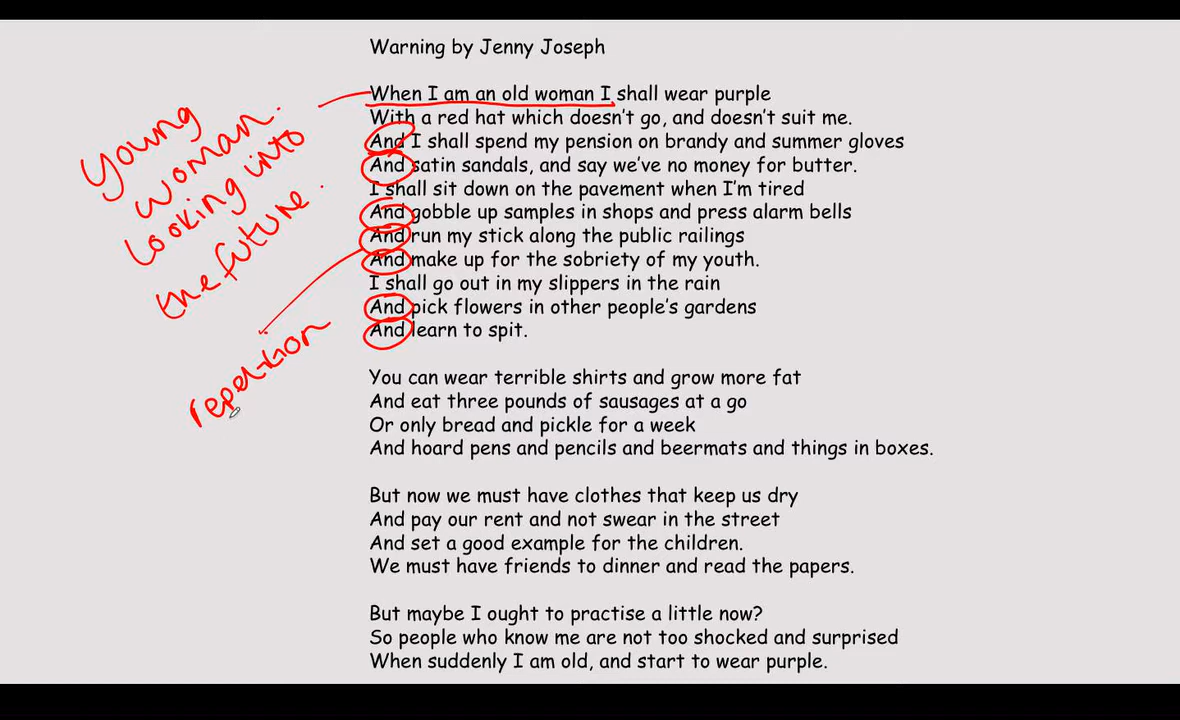 Warning by Jenny Joseph
When I am an old woman I shall wear purple
With a red hat which doesn't go, and doesn't suit me.
And I shall spend my pension on brandy and summer gloves
And satin sandals, and say we've no money for butter.
I shall sit down on the pavement when I'm tired
And gobble up samples in shops and press alarm bells
And run my stick along the public railings
And make up for the sobriety of my youth.
I shall go out in my slippers in the rain
And pick flowers in other people's gardens
And learn to spit.
You can wear terrible shirts and grow more fat
And eat three pounds of sausages at a go
Or only bread and pickle for a week
And hoard pens and pencils and beermats and things in boxes.
But now we must have clothes that keep us dry
And pay our rent and not swear in the street
And set a good example for the children.
We must have friends to dinner and read the papers.
But maybe I ought to practise a little now?
So people who know me are not too shocked and surprised
When suddenly I am old, and start to wear purple.
Young
woman.
looking into
the future.
repetition